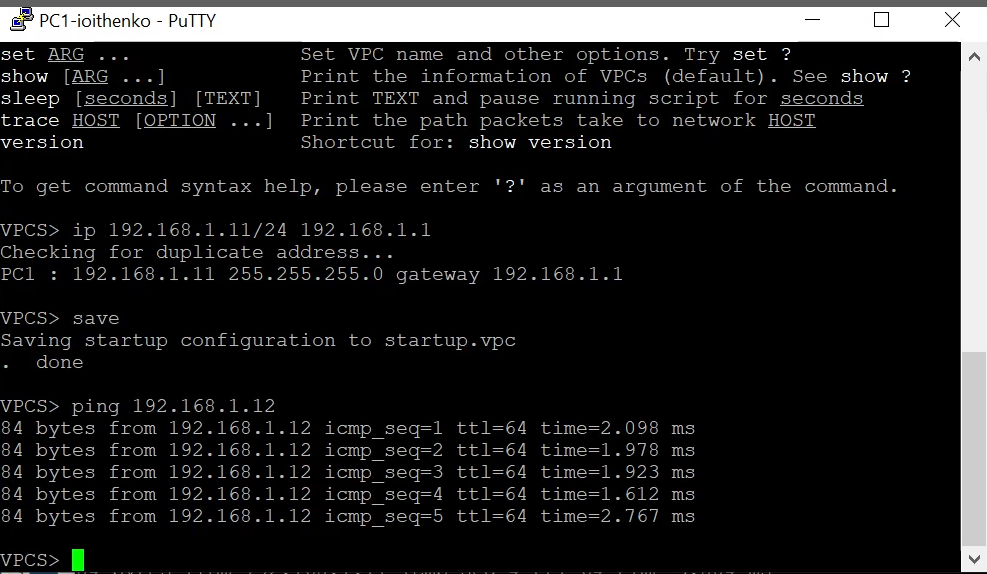 PC1-ioithenko - PuTTY
set ARG ... Set VPC name and other options. Try set ?
show [ARG ...] Print the information of VPCs (default). See show ?
sleep [seconds] [TEXT] Print TEXT and pause running script for seconds
trace HOST [OPTION ...] Print the path packets take to network HOST
version Shortcut for: show version
To get command syntax help, please enter '?' as an argument of the command.
VPCS> ip 192.168.1.11/24 192.168.1.1
Checking for duplicate address...
PC1 : 192.168.1.11 255.255.255.0 gateway 192.168.1.1
VPCS> save
Saving startup configuration to startup.vpc
. done
VPCS> ping 192.168.1.12
84 bytes from 192.168.1.12 icmp_seq=1 ttl=64 time=2.098 ms
84 bytes from 192.168.1.12 icmp_seq=2 ttl=64 time=1.978 ms
84 bytes from 192.168.1.12 icmp_seq=3 ttl=64 time=1.923 ms
84 bytes from 192.168.1.12 icmp_seq=4 ttl=64 time=1.612 ms
84 bytes from 192.168.1.12 icmp_seq=5 ttl=64 time=2.767 ms
VPCS>